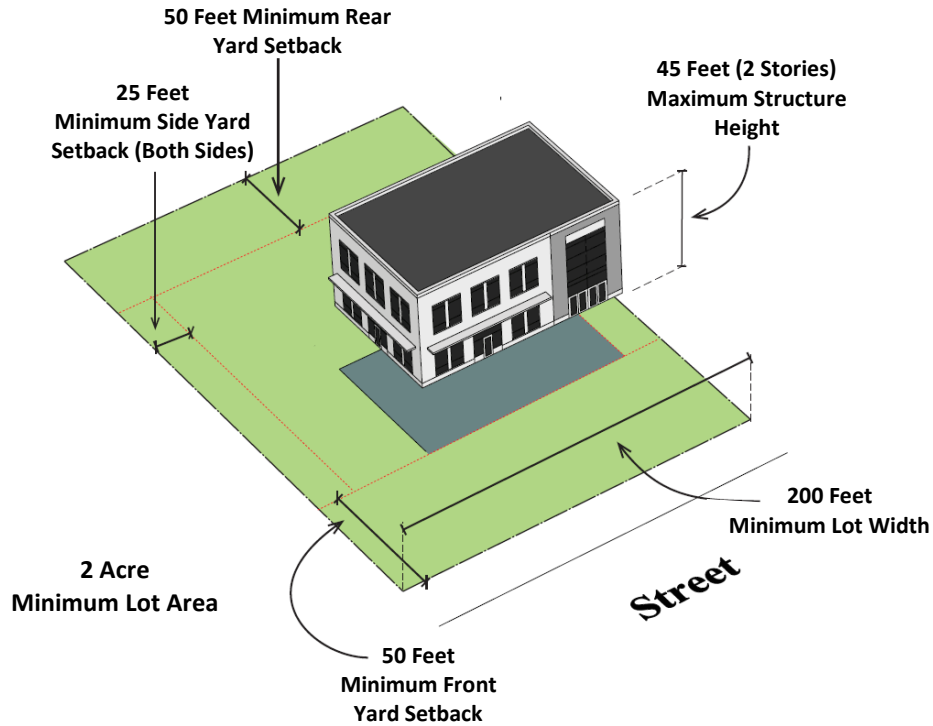 50 Feet Minimum Rear
Yard Setback
25 Feet
Minimum Side Yard
Setback (Both Sides)
45 Feet (2 Stories)
Maximum Structure
Height
200 Feet
Minimum Lot Width
Street
2 Acre
Minimum Lot Area
50 Feet
Minimum Front
Yard Setback